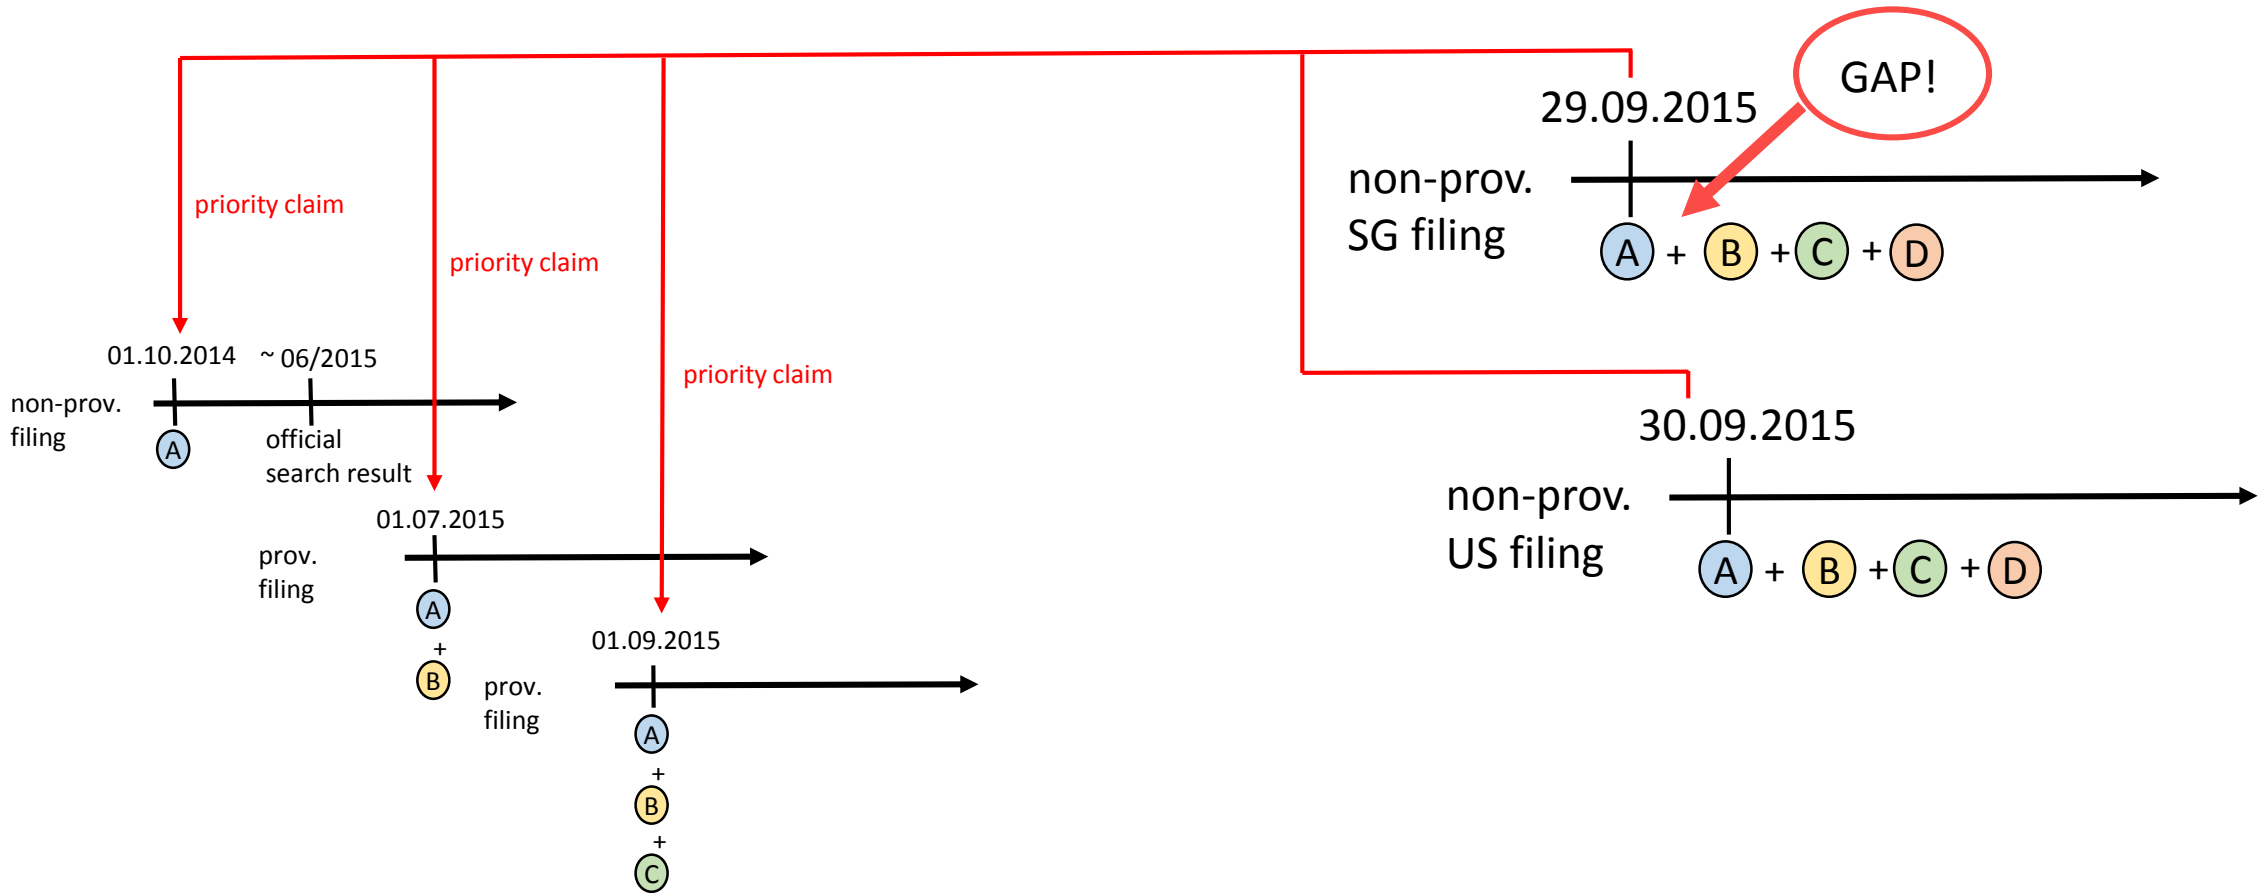 GAP!
29.09.2015
non-prov.
SG filing
A + B + C + D
priority claim
priority claim
priority claim
01.10.2014 ~ 06/2015
non-prov.
filing
A
official
search result
30.09.2015
non-prov.
US filing
A + B + C + D
01.07.2015
prov.
filing
A
+
B
01.09.2015
prov.
filing
A
+
B
+
C